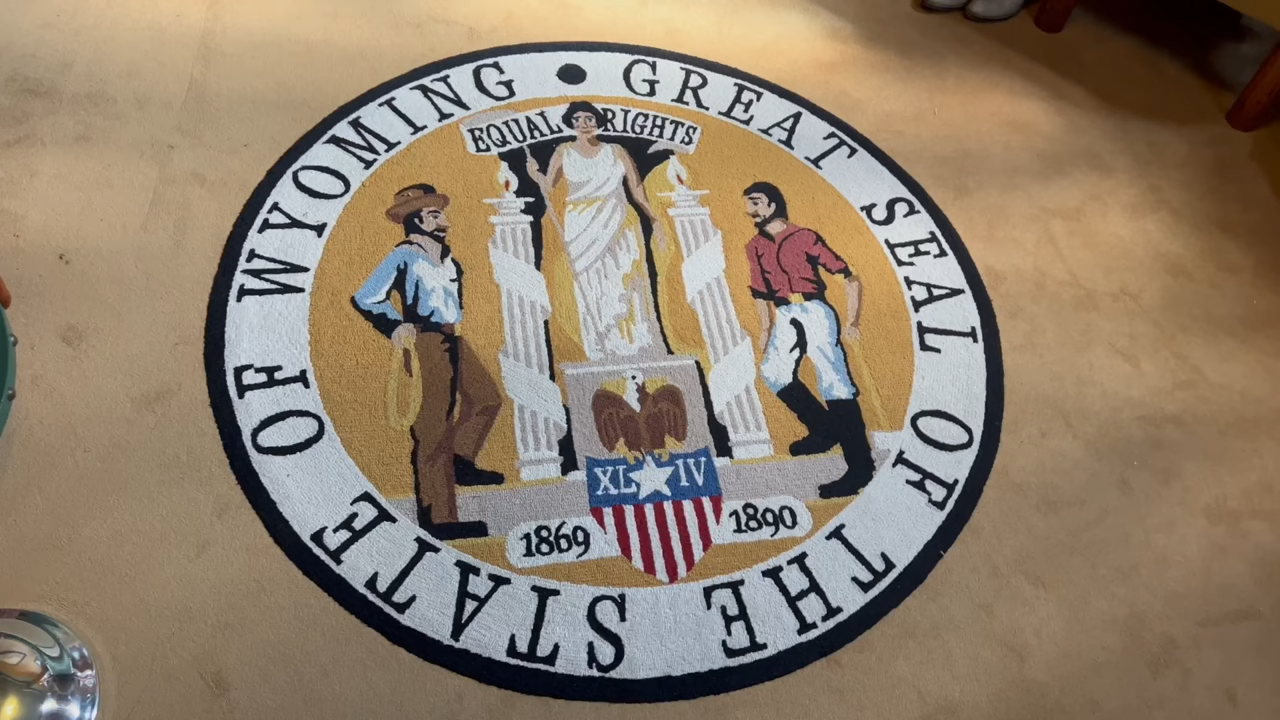 GREAT SEAL OF THE STATE OF WYOMING
EQUAL RIGHTS
XL IV
1869
1890